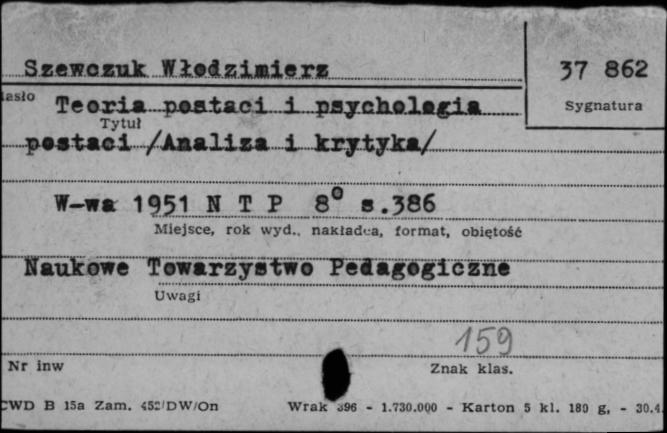 Szewczuk Włodzimierz
37 862
Sygnatura
Teoria postaci i psychologia
Tytuł
postaci /Analiza i krytyka/
W-wa 1951 N T P 8⁰ s.386
Miejsce, rok wyd., nakładca, format, objętość
Naukowe Towarzystwo Pedagogiczne
Uwagi
159
Nr inw
Znak klas.
CWD B 15a Zam. 452/DW/On Wrak 396 - 1.730.000 - Karton 5 kl. 180 g, - 30.4.